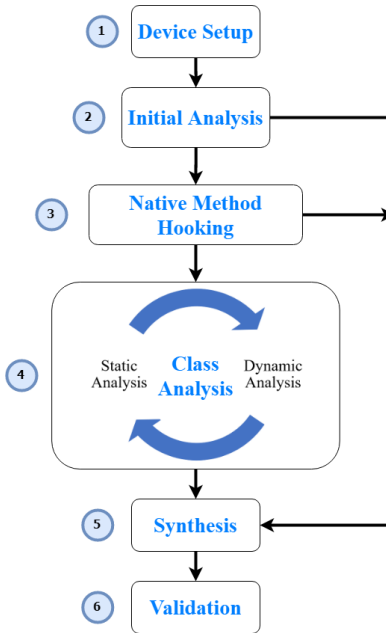 1
Device Setup
2
Initial Analysis
3
Native Method
Hooking
4
Static
Analysis
Class
Analysis
Dynamic
Analysis
5
Synthesis
6
Validation